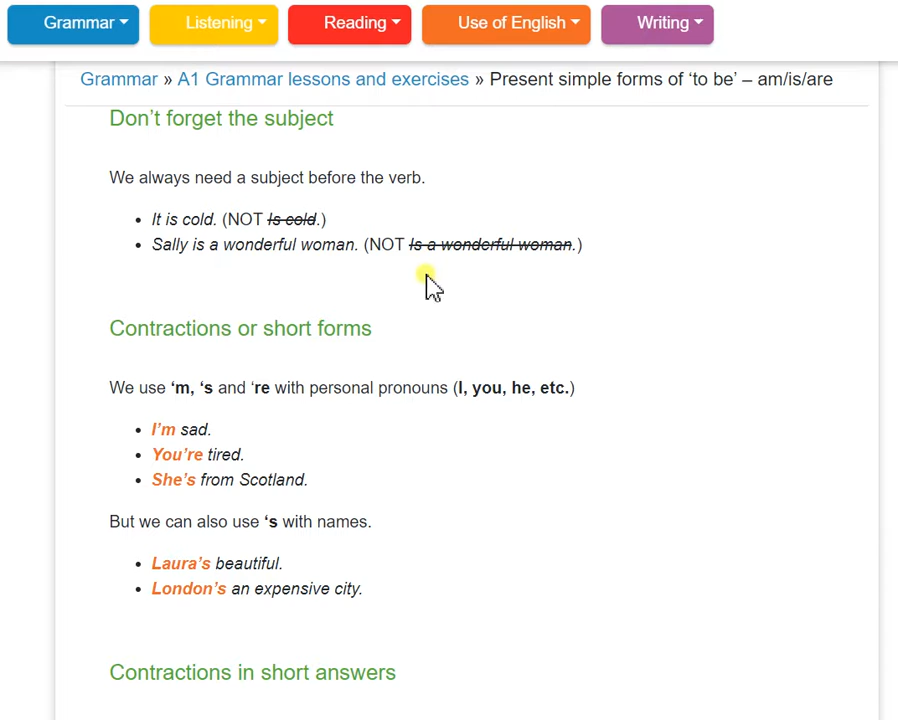 Grammar Listening Reading Use of English Writing
Grammar » A1 Grammar lessons and exercises » Present simple forms of ‘to be’ – am/is/are
Don’t forget the subject
We always need a subject before the verb.
• It is cold. (NOT Is cold.)
• Sally is a wonderful woman. (NOT Is a wonderful woman.)
Contractions or short forms
We use ‘m, ‘s and ‘re with personal pronouns (I, you, he, etc.)
• I’m sad.
• You’re tired.
• She’s from Scotland.
But we can also use ‘s with names.
• Laura’s beautiful.
• London’s an expensive city.
Contractions in short answers